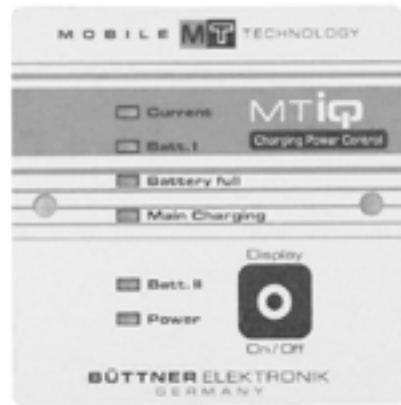 MOBILE MT TECHNOLOGY
Current
MTiQ
Batt. I
Charging Power Control
Battery full
Main Charging
Display
Batt. II
Power
On/Off
BÜTTNER ELEKTRONIK
GERMANY